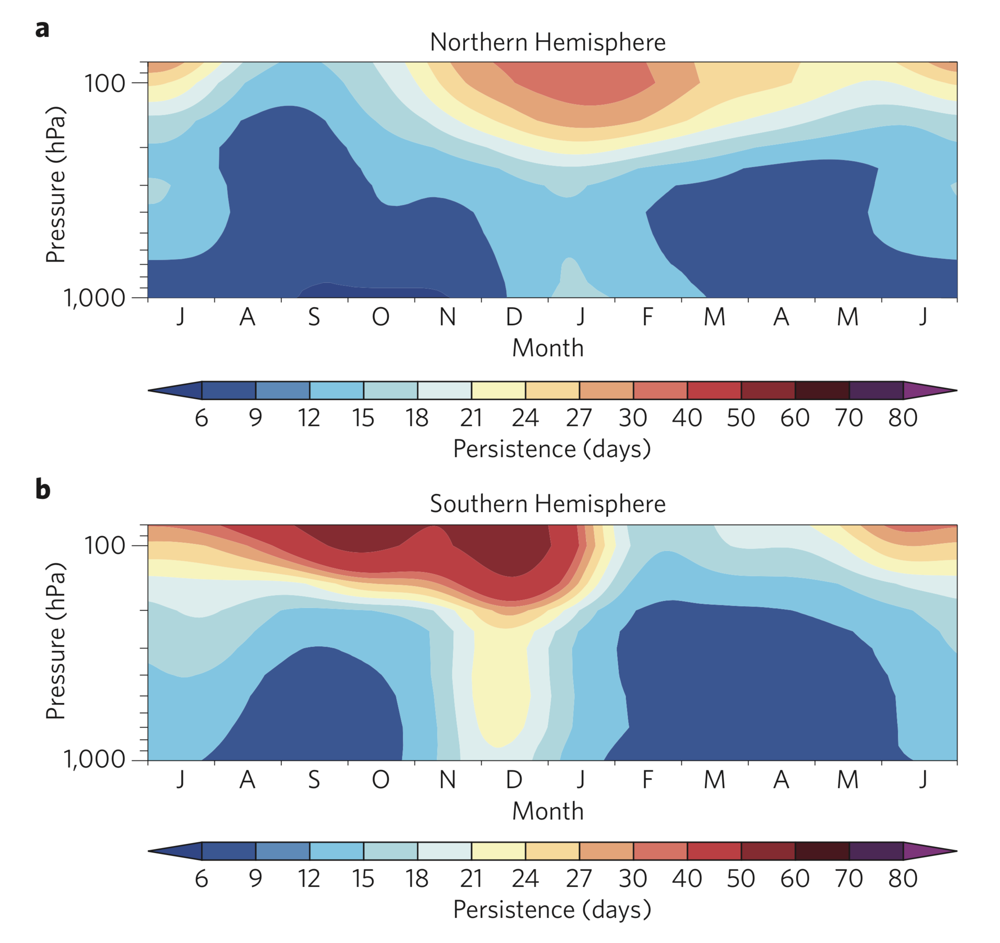 a
Northern Hemisphere
100
Pressure (hPa)
1,000
J A S O N D J F M A M J
Month
6 9 12 15 18 21 24 27 30 40 50 60 70 80
Persistence (days)
b
Southern Hemisphere
100
Pressure (hPa)
1,000
J A S O N D J F M A M J
Month
6 9 12 15 18 21 24 27 30 40 50 60 70 80
Persistence (days)